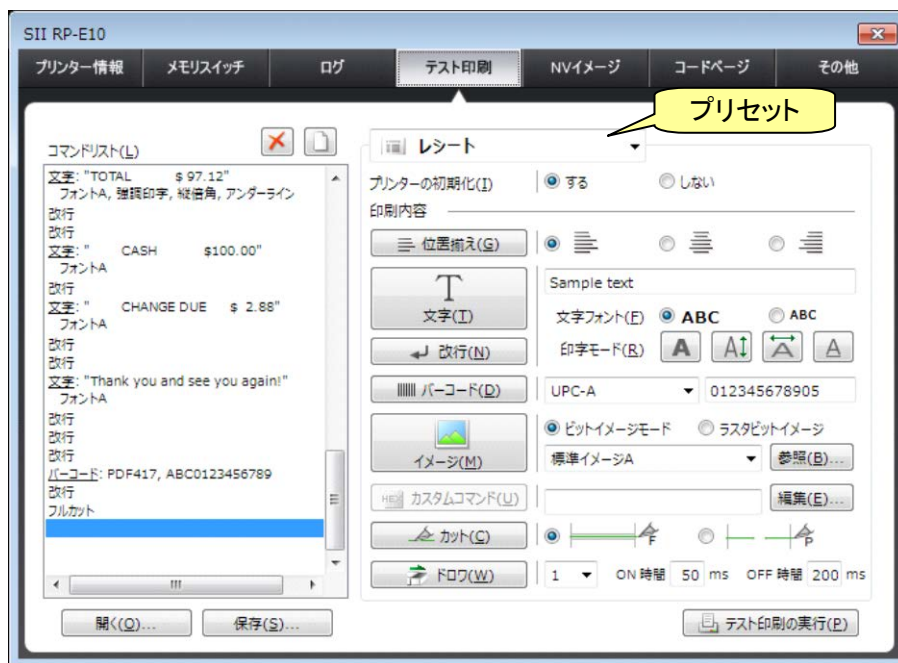 SII RP-E10
プリンター情報 メモリスイッチ ログ テスト印刷 NVイメージ コードページ その他
プリセット
コマンドリスト(L)
文字: "TOTAL $ 97.12"
フォントA, 強調印字, 縦倍角, アンダーライン
改行
改行
文字: " CASH $100.00"
フォントA
改行
文字: " CHANGE DUE $ 2.88"
フォントA
改行
改行
文字: "Thank you and see you again!"
フォントA
改行
改行
改行
バーコード: PDF417, ABC0123456789
改行
フルカット
開く(O)... 保存(S)...
レシート
プリンターの初期化(I) する しない
印刷内容
位置揃え(G)
文字(T) Sample text
文字フォント(F) ABC ABC
印字モード(R) A A A A
改行(N)
バーコード(D) UPC-A 012345678905
イメージ(M) ビットイメージモード ラスタビットイメージ
標準イメージA 参照(B)...
HEX カスタムコマンド(U) 編集(E)...
カット(C) F P
ドロワ(W) 1 ON 時間 50 ms OFF 時間 200 ms
テスト印刷の実行(P)